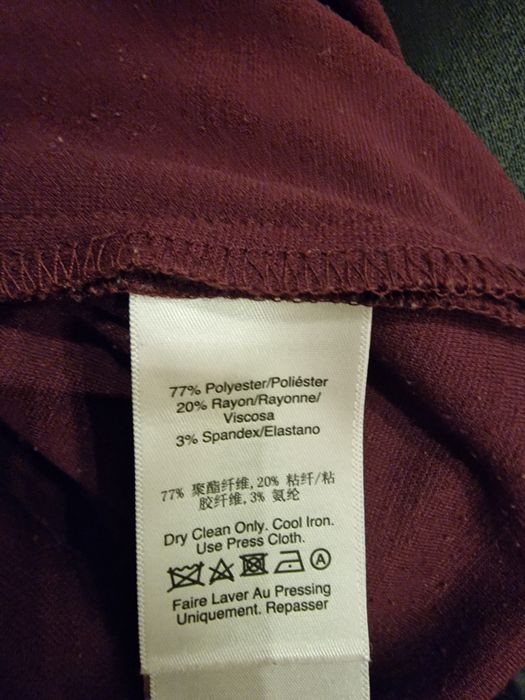 77% Polyester/Poliéster
20% Rayon/Rayonne/
Viscosa
3% Spandex/Elastano
77% 聚酯纤维,20% 粘纤/粘
胶纤维,3% 氨纶
Dry Clean Only. Cool Iron.
Use Press Cloth.
A
Faire Laver Au Pressing
Uniquement. Repasser